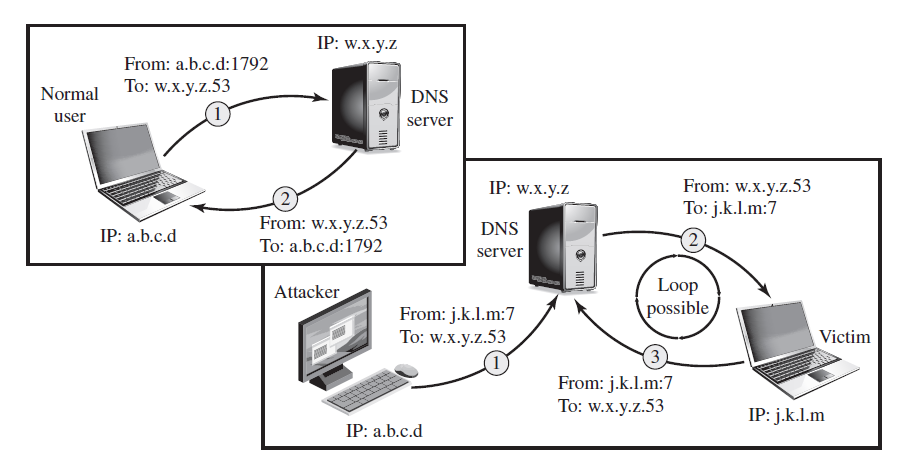 IP: w.x.y.z
From: a.b.c.d:1792
To: w.x.y.z.53
Normal
user
1
DNS
server
2
From: w.x.y.z.53
To: a.b.c.d:1792
IP: a.b.c.d
IP: w.x.y.z
From: w.x.y.z.53
To: j.k.l.m:7
DNS
server
2
Loop
possible
Attacker
From: j.k.l.m:7
To: w.x.y.z.53
1
Victim
3
From: j.k.l.m:7
To: w.x.y.z.53
IP: j.k.l.m
IP: a.b.c.d